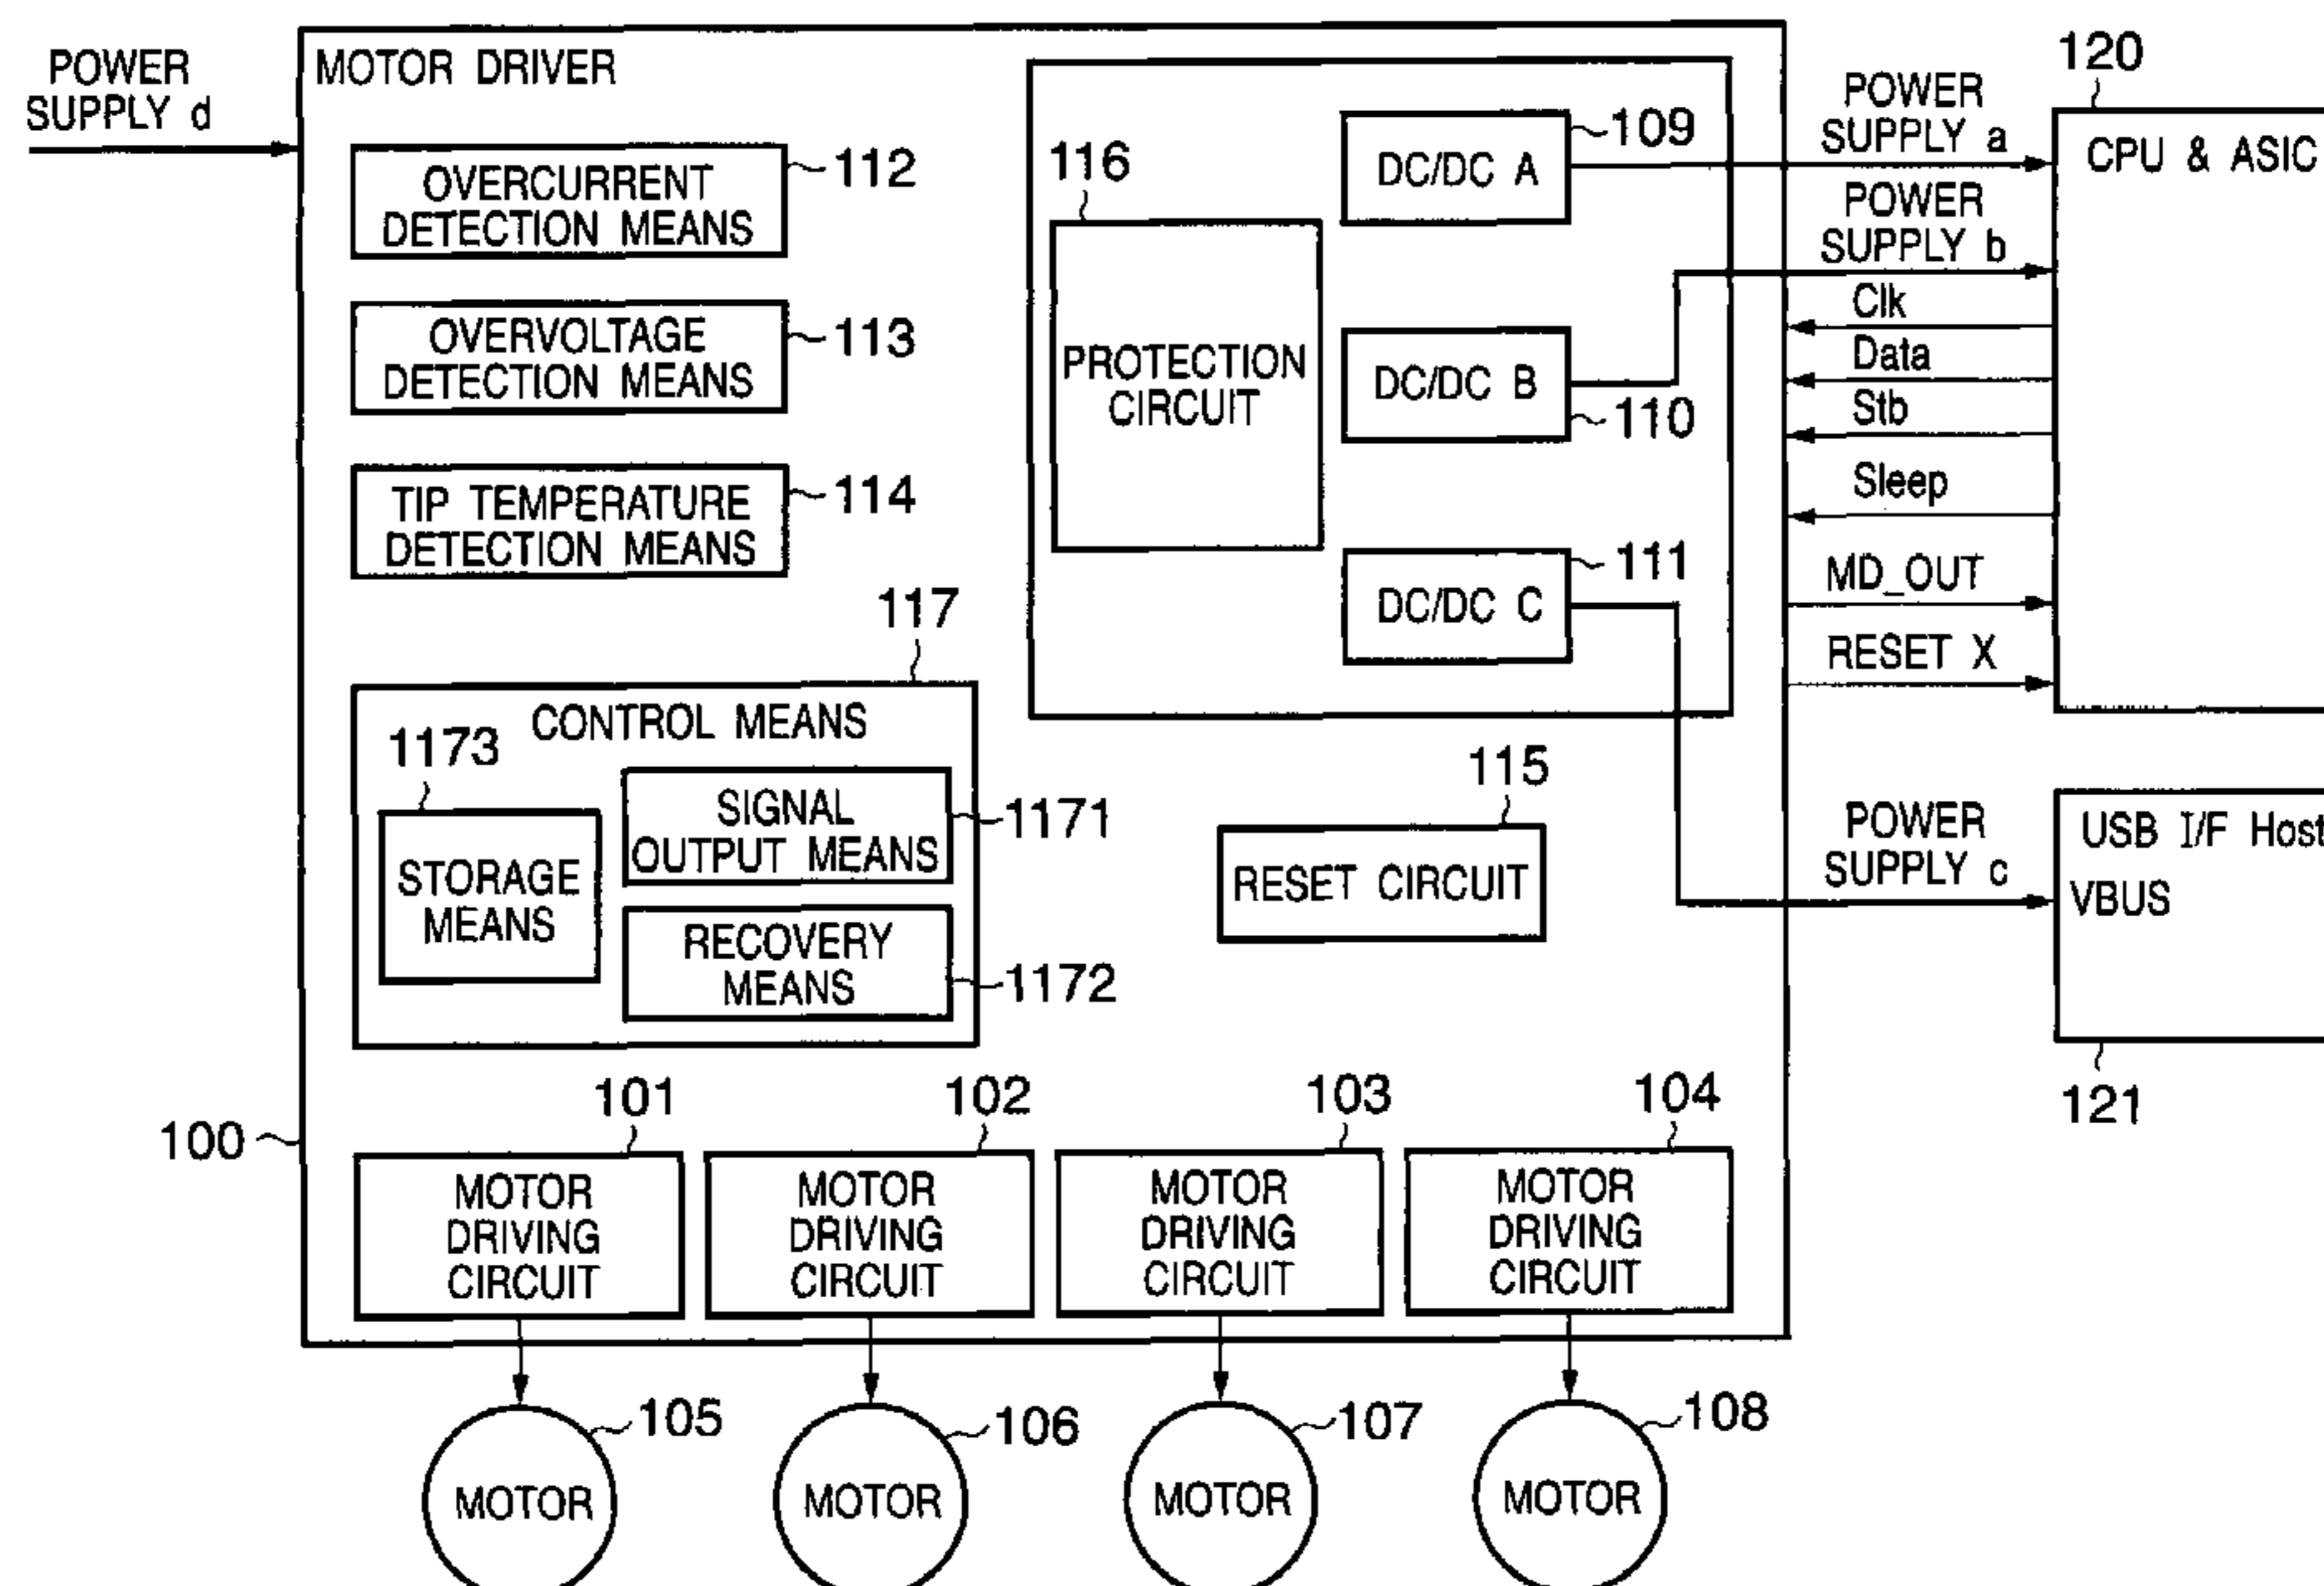 POWER
SUPPLY d
MOTOR DRIVER
OVERCURRENT
DETECTION MEANS
112
OVERVOLTAGE
DETECTION MEANS
113
TIP TEMPERATURE
DETECTION MEANS
114
116
PROTECTION
CIRCUIT
DC/DC A
109
DC/DC B
110
DC/DC C
111
POWER
SUPPLY a
POWER
SUPPLY b
Clk
Data
Stb
Sleep
MD_OUT
RESET X
120
CPU & ASIC
117
CONTROL MEANS
1173
STORAGE
MEANS
SIGNAL
OUTPUT MEANS
1171
RECOVERY
MEANS
1172
115
RESET CIRCUIT
POWER
SUPPLY c
USB I/F Host
VBUS
121
100
101
MOTOR
DRIVING
CIRCUIT
102
MOTOR
DRIVING
CIRCUIT
103
MOTOR
DRIVING
CIRCUIT
104
MOTOR
DRIVING
CIRCUIT
105
MOTOR
106
MOTOR
107
MOTOR
108
MOTOR